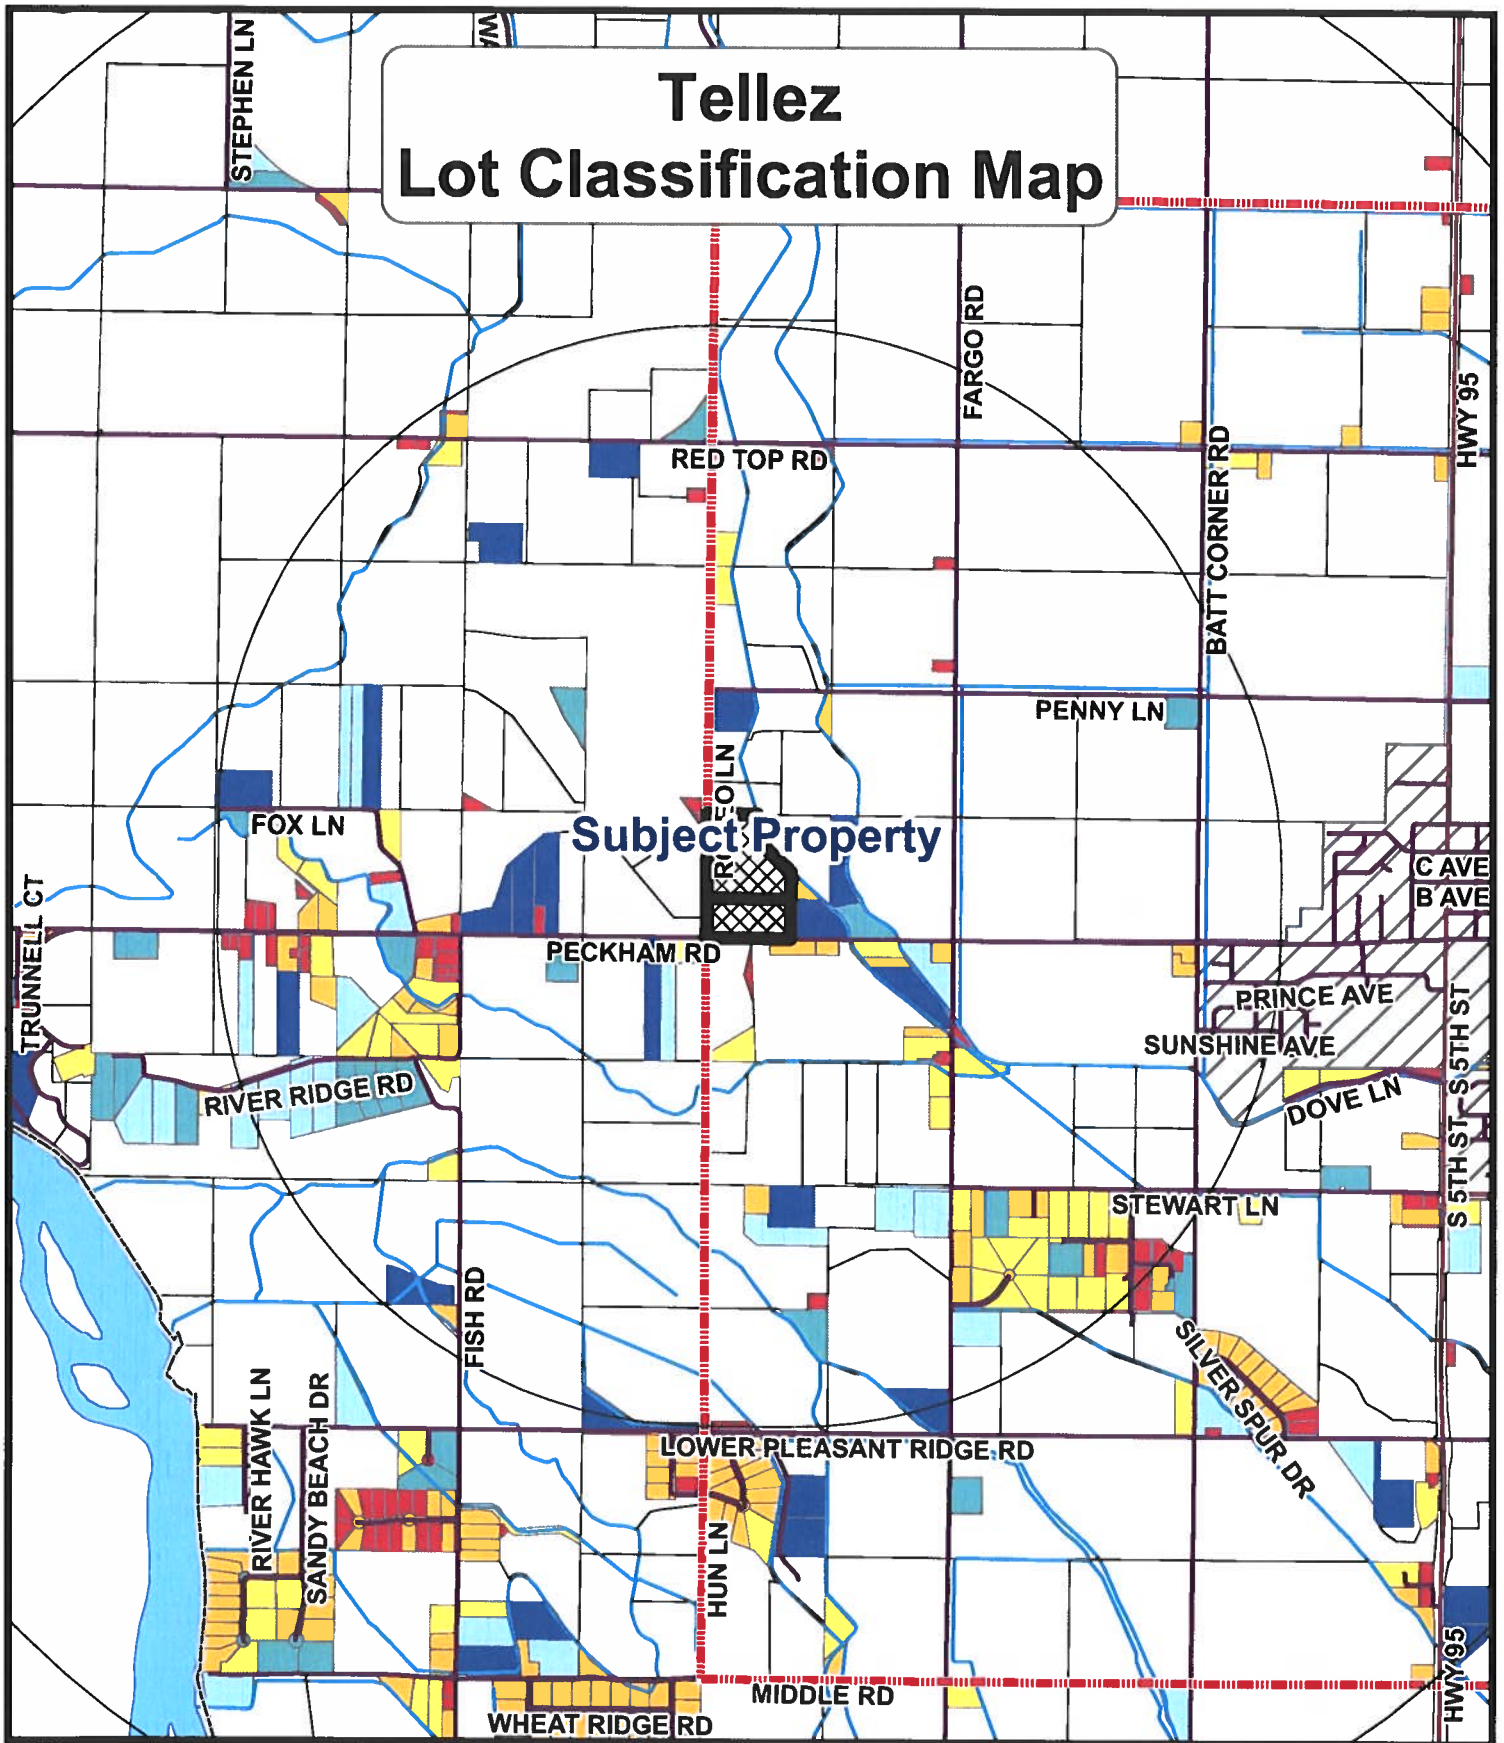 STEPHEN LN
WA
Tellez
Lot Classification Map
FARGO RD
HWY 95
RED TOP RD
BATT CORNER RD
PENNY LN
FOX LN
Subject Property
C AVE
B AVE
TRUNNELL CT
PECKHAM RD
PRINCE AVE
SUNSHINE AVE
S 5TH ST
RIVER RIDGE RD
DOVE LN
S 5TH ST
STEWART LN
FISH RD
SILVER SPUR DR
RIVER HAWK LN
SANDY BEACH DR
LOWER PLEASANT RIDGE RD
HUN LN
HWY 95
MIDDLE RD
WHEAT RIDGE RD